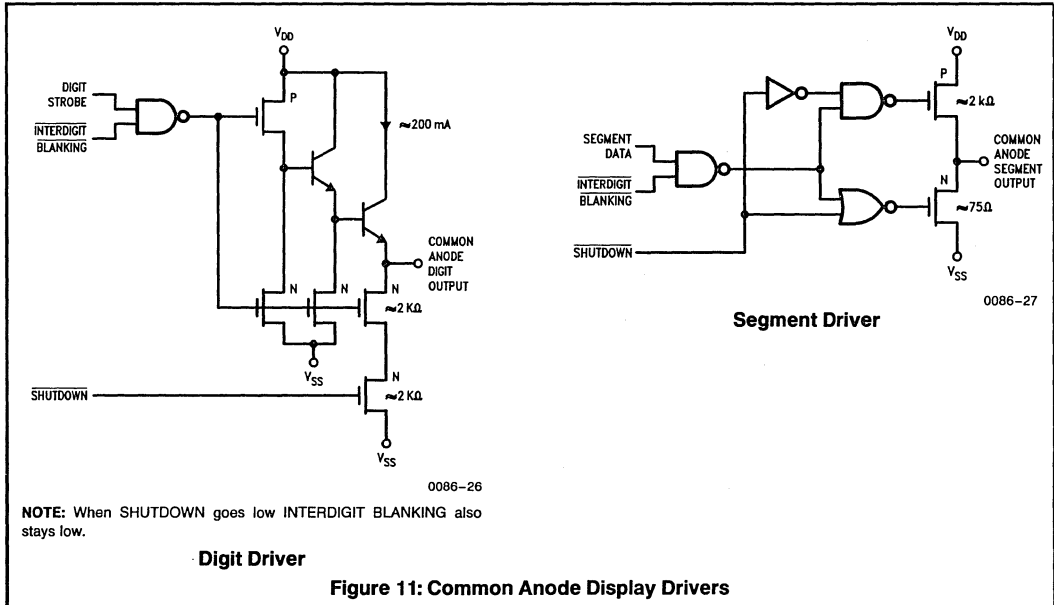 V_DD
DIGIT
STROBE
INTERDIGIT
BLANKING
P
≈200 mA
COMMON
ANODE
DIGIT
OUTPUT
N
N
N
≈2 KΩ
V_SS
SHUTDOWN
N
≈2 KΩ
V_SS
0086-26
NOTE: When SHUTDOWN goes low INTERDIGIT BLANKING also
stays low.
Digit Driver
V_DD
P
≈2 kΩ
SEGMENT
DATA
INTERDIGIT
BLANKING
COMMON
ANODE
SEGMENT
OUTPUT
N
≈75Ω
SHUTDOWN
V_SS
0086-27
Segment Driver
Figure 11: Common Anode Display Drivers